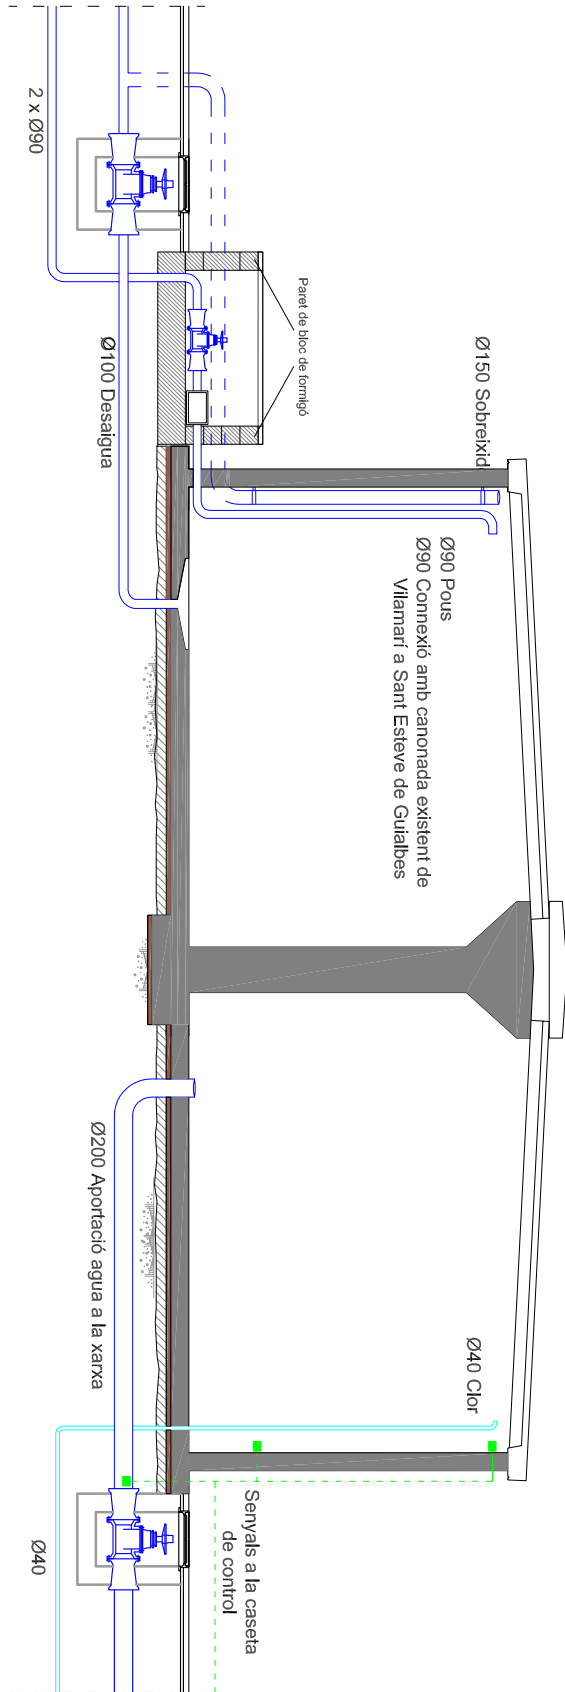 2 x Ø90
Ø100 Desaigua
Paret de bloc de formigó
Ø150 Sobreixid
Ø90 Pous
Ø90 Connexió amb canonada existent de
Vilamarí a Sant Esteve de Guialbes
Ø200 Aportació agua a la xarxa
Ø40 Clor
Senyals a la caseta
de control
Ø40